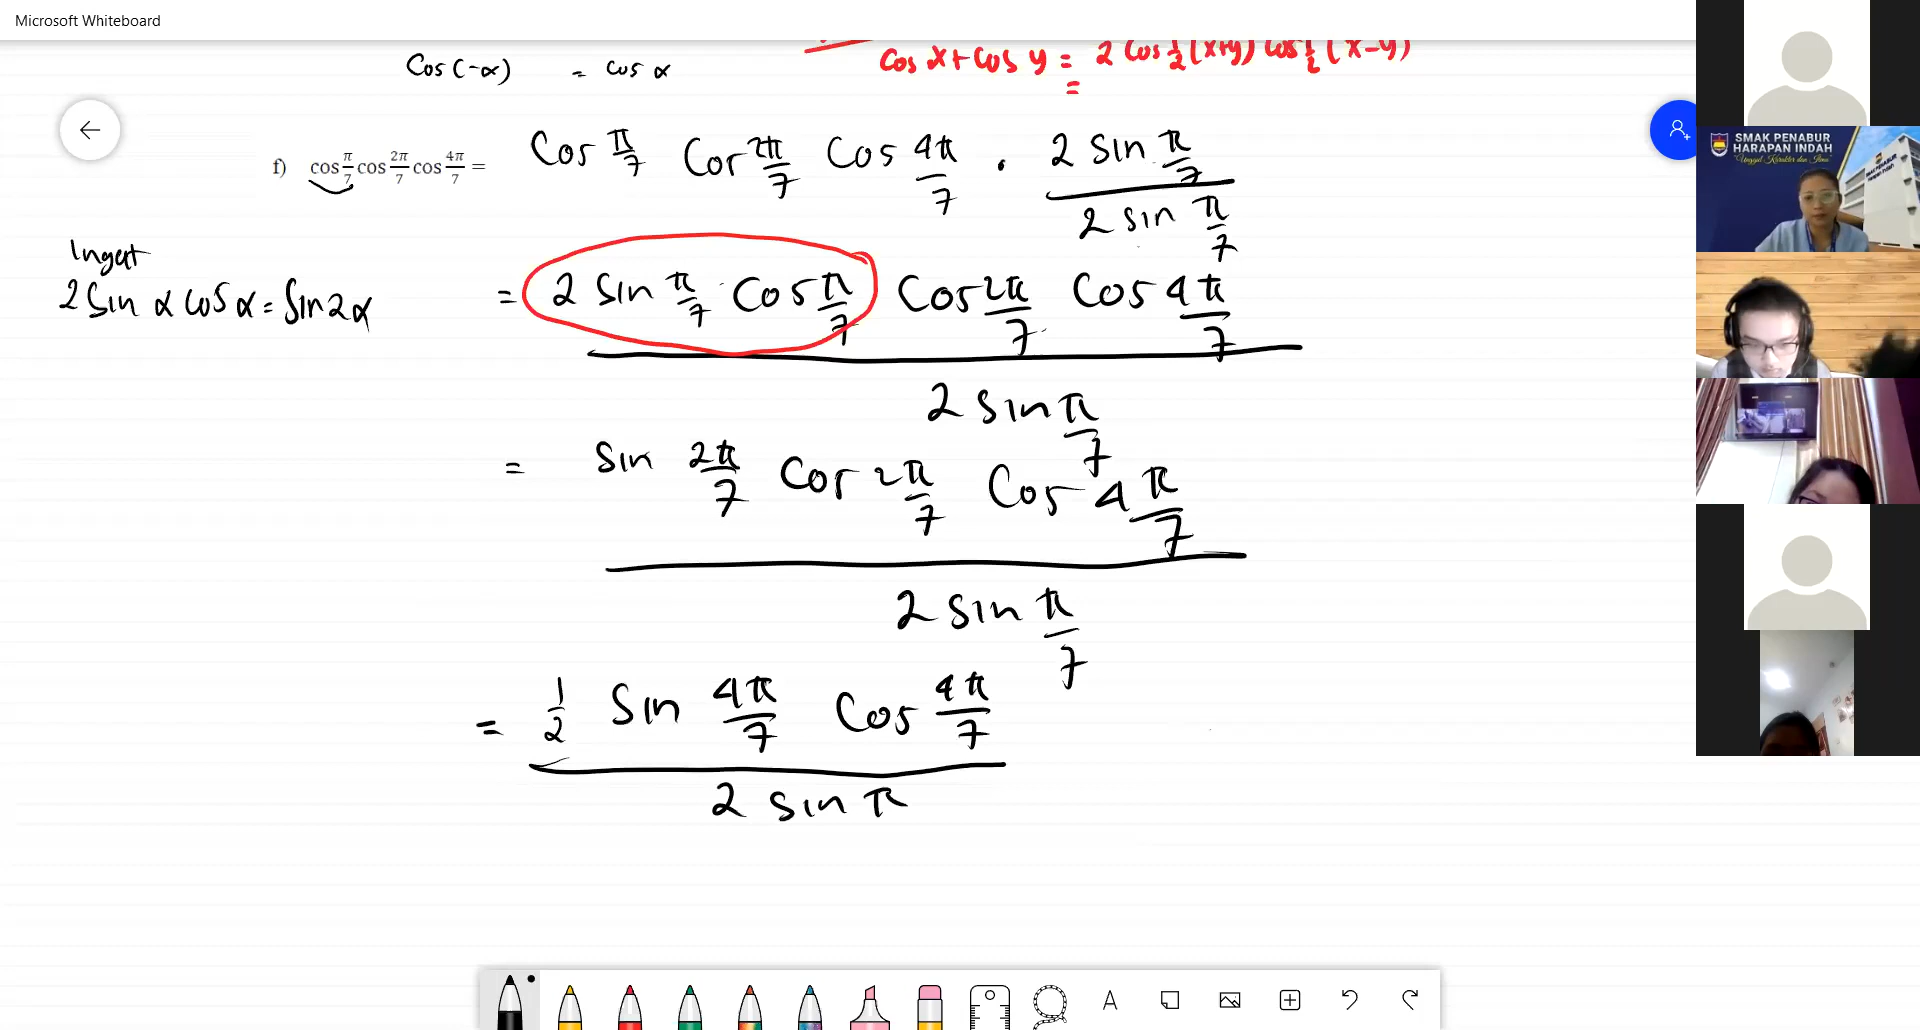 Microsoft Whiteboard
Cos(-α) = cos α
Cos x + Cos y = 2 Cos 1/2 (x+y) Cos 1/2 (x-y)
=
f) cos π/7 cos 2π/7 cos 4π/7 = Cos π/7 Cos 2π/7 Cos 4π/7 . 2 sin π/7 / 2 sin π/7
Ingat
2 Sin α cos α = Sin 2α
= 2 Sin π/7 . Cos π/7 Cos 2π/7 Cos 4π/7
2 sin π/7
= Sin 2π/7 Cos 2π/7 Cos 4π/7
2 sin π/7
= 1/2 Sin 4π/7 Cos 4π/7
2 sin π
SMAK PENABUR
HARAPAN INDAH
"Unggul Karakter dan Ilmu"
A